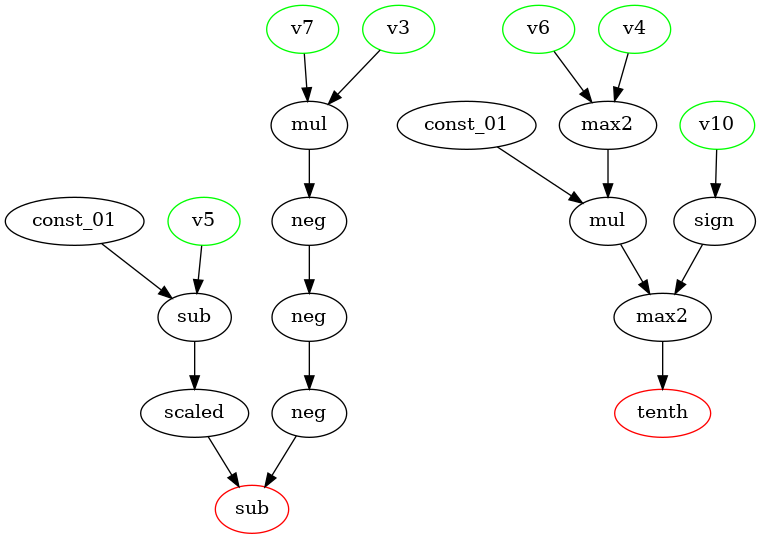 v7 v3 v6 v4
mul const_01 max2 v10
const_01 v5 neg mul sign
sub neg max2
scaled neg tenth
sub